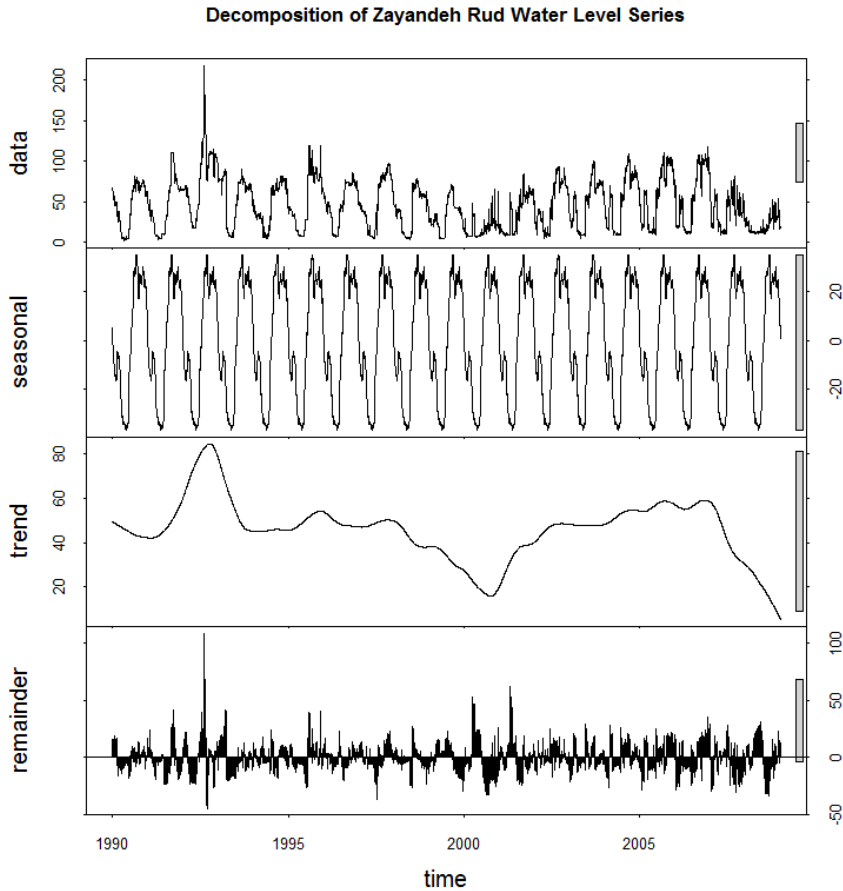 Decomposition of Zayandeh Rud Water Level Series
data
0 50 100 150 200
seasonal
-20 0 20
trend
20 40 60 80
remainder
-50 0 50 100
1990 1995 2000 2005
time